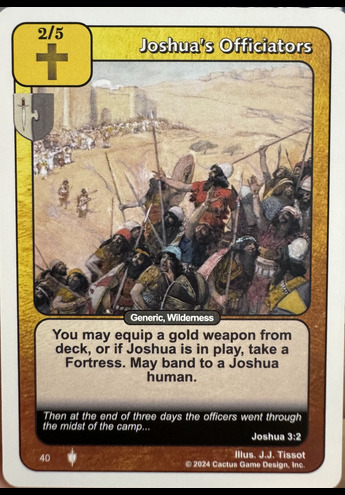 2/5
Joshua's Officiators
Generic, Wilderness
You may equip a gold weapon from
deck, or if Joshua is in play, take a
Fortress. May band to a Joshua
human.
Then at the end of three days the officers went through
the midst of the camp...
Joshua 3:2
Illus. J.J. Tissot
40
© 2024 Cactus Game Design, Inc.